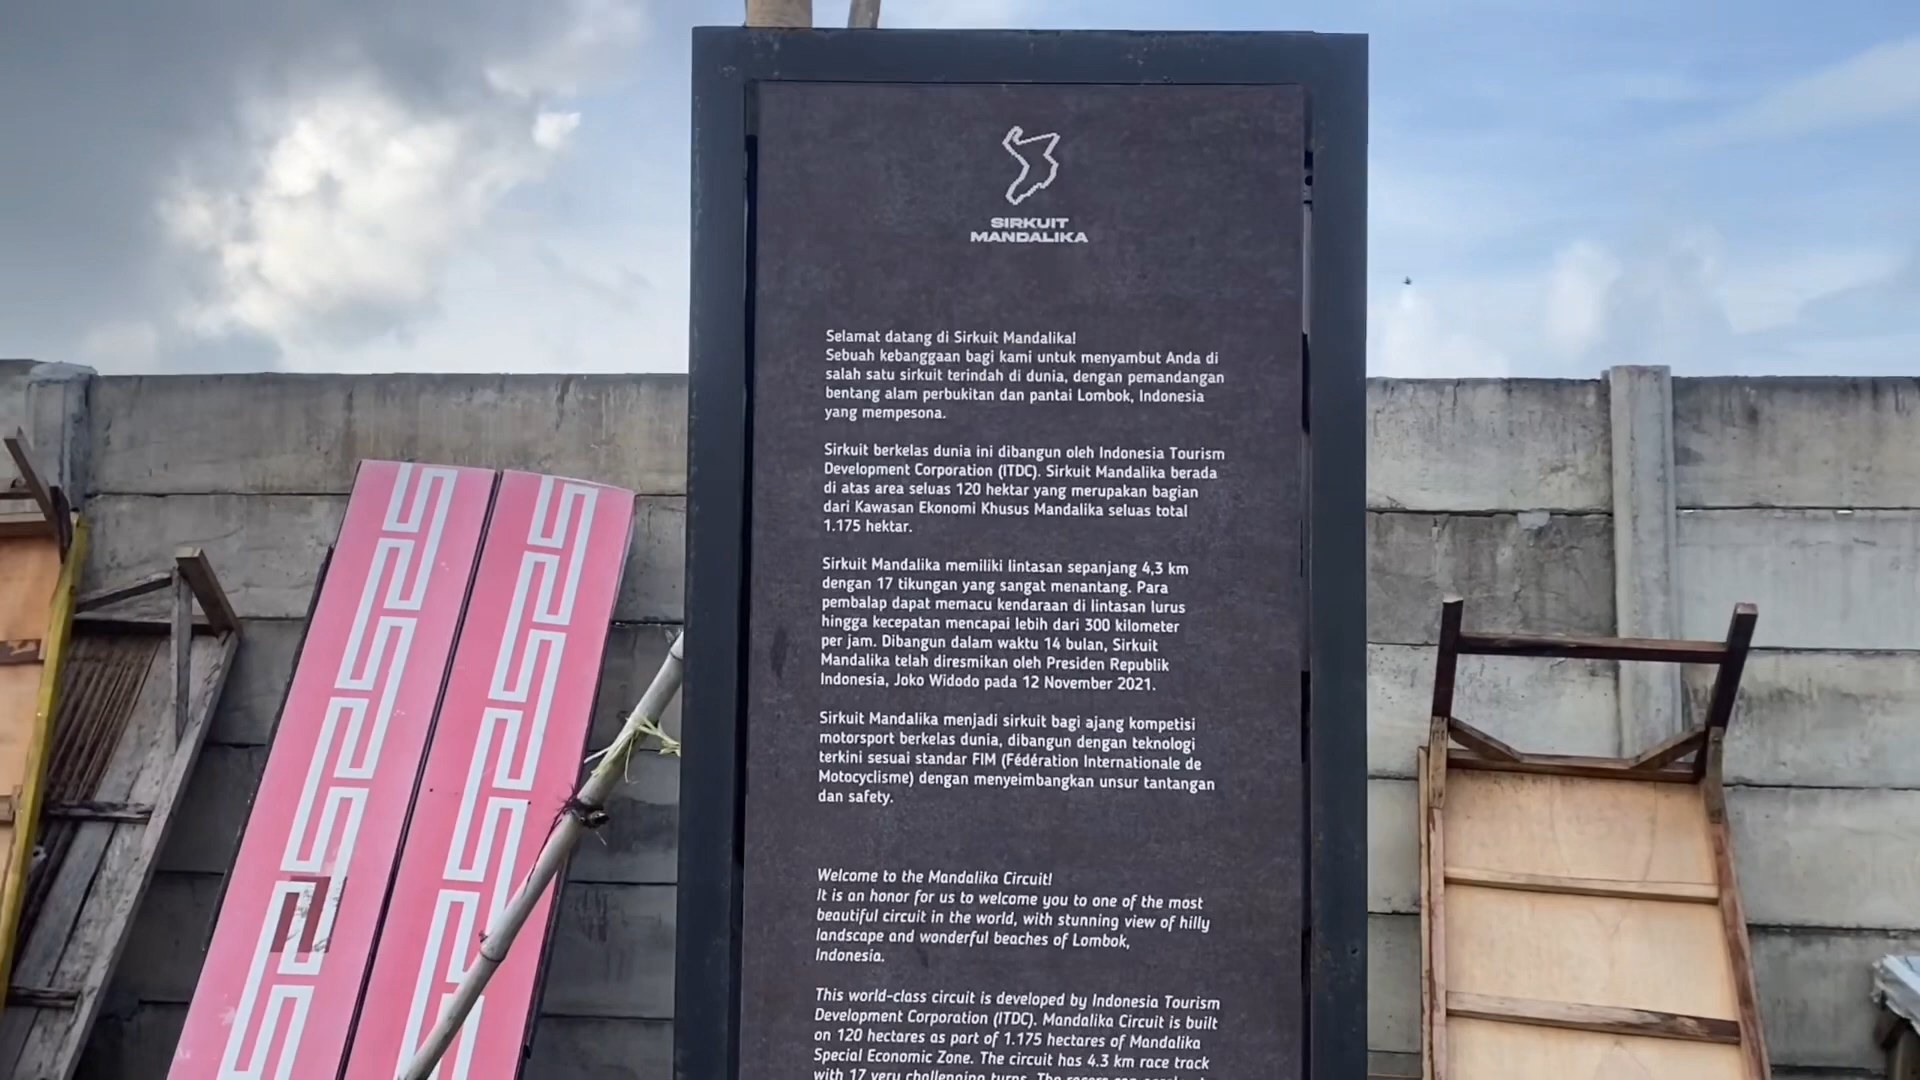 SIRKUIT
MANDALIKA
Selamat datang di Sirkuit Mandalika!
Sebuah kebanggaan bagi kami untuk menyambut Anda di
salah satu sirkuit terindah di dunia, dengan pemandangan
bentang alam perbukitan dan pantai Lombok, Indonesia
yang mempesona.
Sirkuit berkelas dunia ini dibangun oleh Indonesia Tourism
Development Corporation (ITDC). Sirkuit Mandalika berada
di atas area seluas 120 hektar yang merupakan bagian
dari Kawasan Ekonomi Khusus Mandalika seluas total
1.175 hektar.
Sirkuit Mandalika memiliki lintasan sepanjang 4,3 km
dengan 17 tikungan yang sangat menantang. Para
pembalap dapat memacu kendaraan di lintasan lurus
hingga kecepatan mencapai lebih dari 300 kilometer
per jam. Dibangun dalam waktu 14 bulan, Sirkuit
Mandalika telah diresmikan oleh Presiden Republik
Indonesia, Joko Widodo pada 12 November 2021.
Sirkuit Mandalika menjadi sirkuit bagi ajang kompetisi
motorsport berkelas dunia, dibangun dengan teknologi
terkini sesuai standar FIM (Fédération Internationale de
Motocyclisme) dengan menyeimbangkan unsur tantangan
dan safety.
Welcome to the Mandalika Circuit!
It is an honor for us to welcome you to one of the most
beautiful circuit in the world, with stunning view of hilly
landscape and wonderful beaches of Lombok,
Indonesia.
This world-class circuit is developed by Indonesia Tourism
Development Corporation (ITDC). Mandalika Circuit is built
on 120 hectares as part of 1.175 hectares of Mandalika
Special Economic Zone. The circuit has 4.3 km race track
with 17 very challenging turns. The